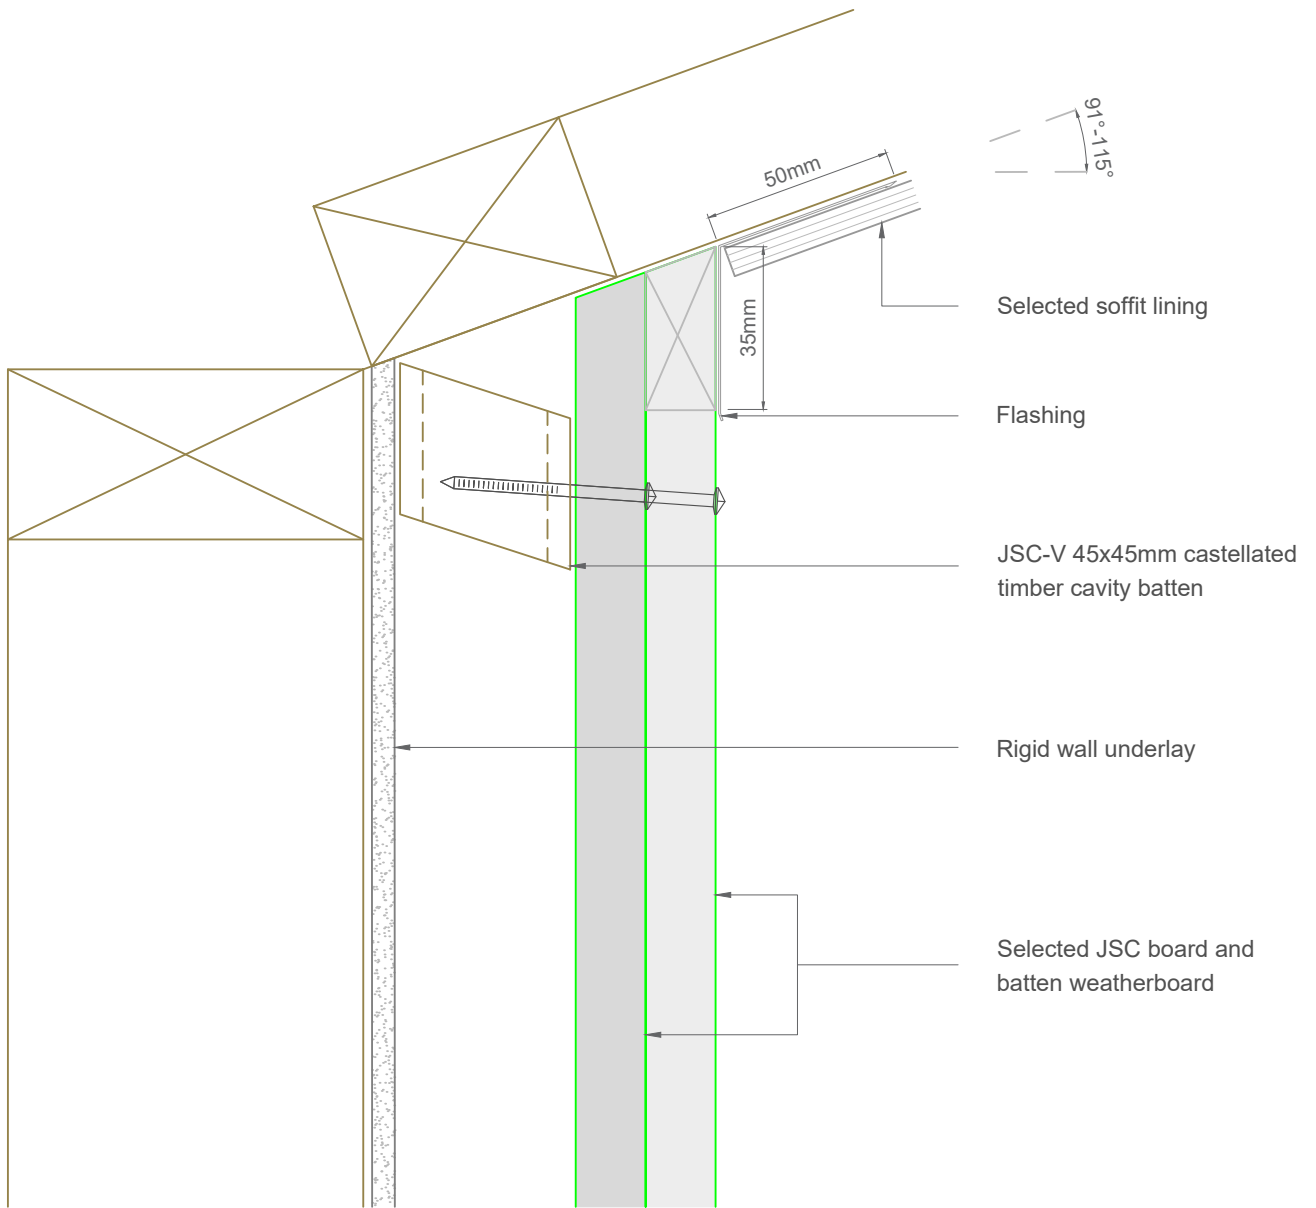 91°-115°
50mm
35mm
Selected soffit lining
Flashing
JSC-V 45x45mm castellated
timber cavity batten
Rigid wall underlay
Selected JSC board and
batten weatherboard